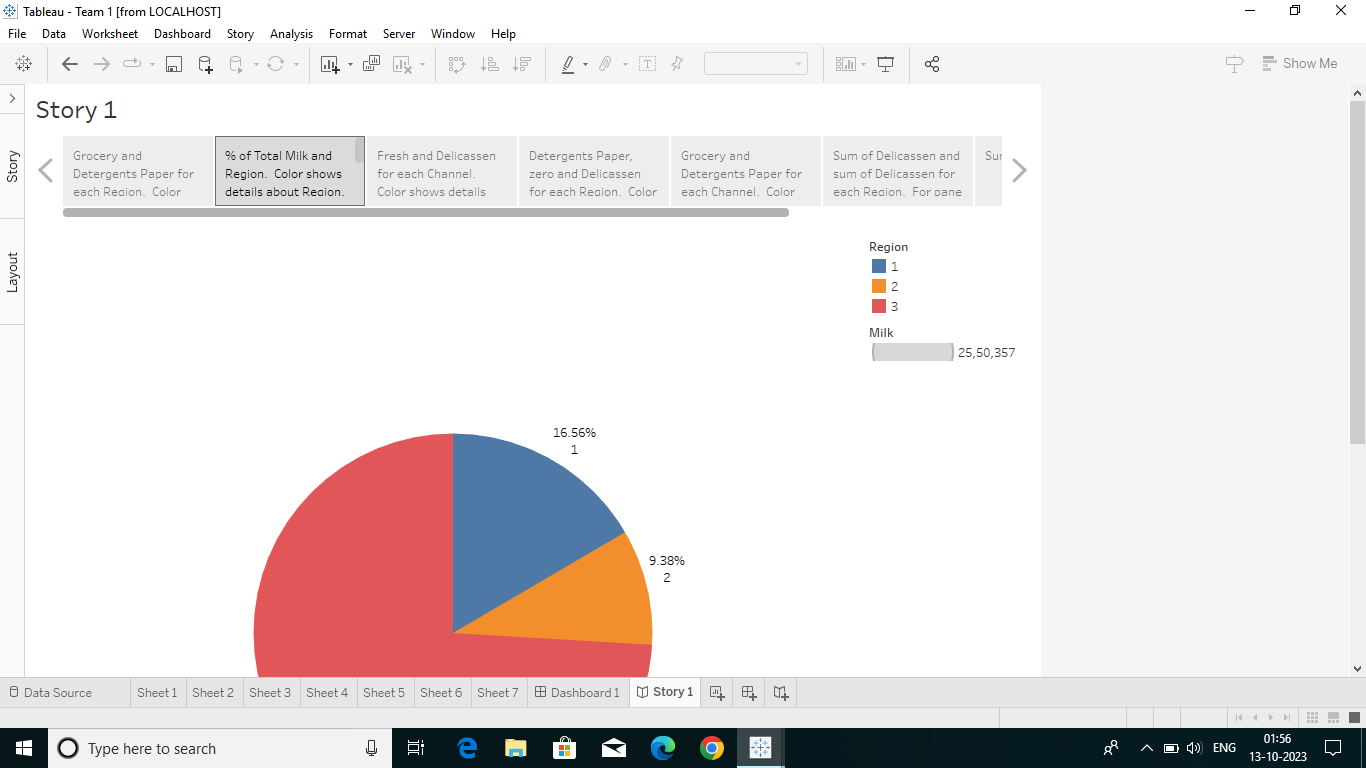 Tableau - Team 1 [from LOCALHOST]
File Data Worksheet Dashboard Story Analysis Format Server Window Help
Show Me
Story
Layout
Story 1
Grocery and
Detergents Paper for
each Region. Color
% of Total Milk and
Region. Color shows
details about Region.
Fresh and Delicassen
for each Channel.
Color shows details
Detergents Paper,
zero and Delicassen
for each Region. Color
Grocery and
Detergents Paper for
each Channel. Color
Sum of Delicassen and
sum of Delicassen for
each Region. For pane
Region
1
2
3
Milk
25,50,357
16.56%
1
9.38%
2
Data Source Sheet 1 Sheet 2 Sheet 3 Sheet 4 Sheet 5 Sheet 6 Sheet 7 Dashboard 1 Story 1
Type here to search
ENG
01:56
13-10-2023